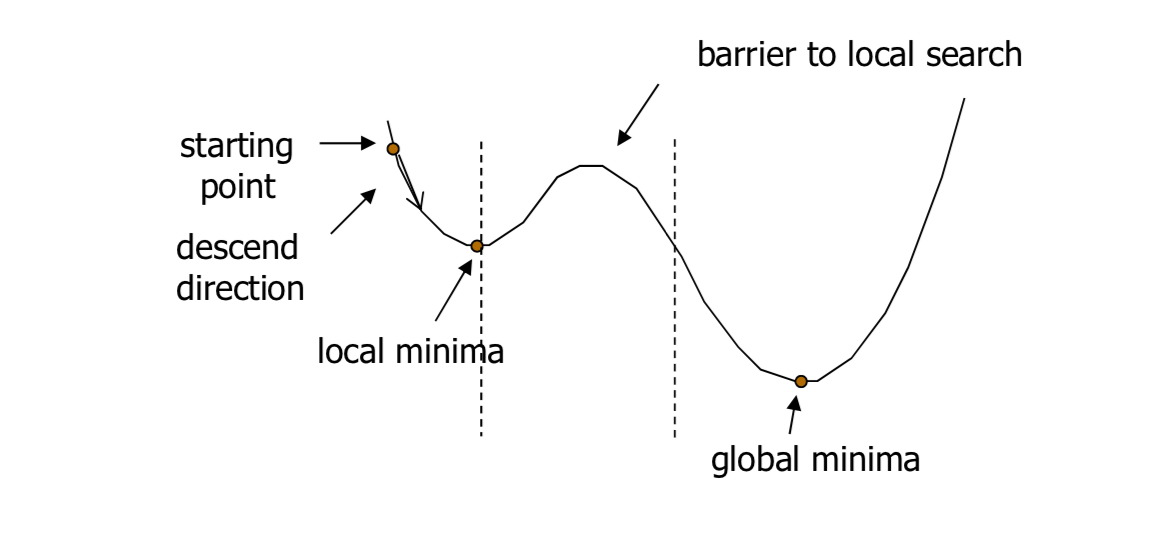 barrier to local search
starting
point
descend
direction
local minima
global minima